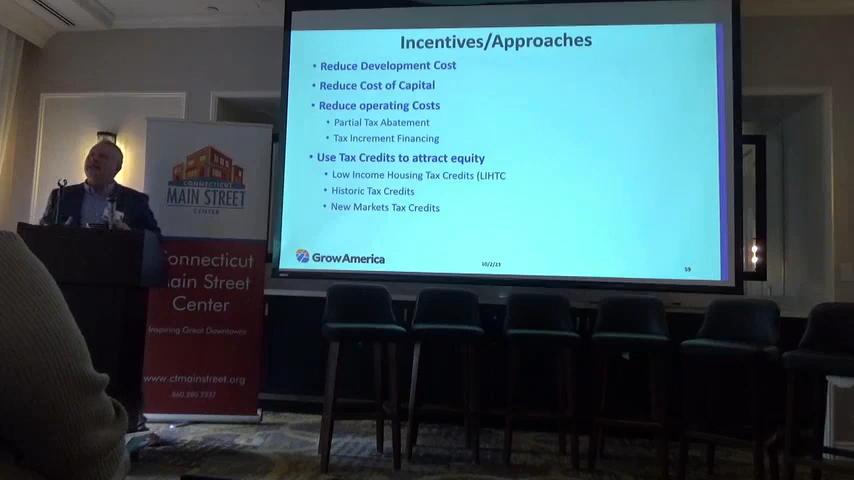 Incentives/Approaches
• Reduce Development Cost
• Reduce Cost of Capital
• Reduce operating Costs
• Partial Tax Abatement
• Tax Increment Financing
• Use Tax Credits to attract equity
• Low Income Housing Tax Credits (LIHTC
• Historic Tax Credits
• New Markets Tax Credits
GrowAmerica
59
CONNECTICUT
MAIN STREET
CENTER
Connecticut
Main Street
Center
Inspiring Great Downtowns
www.ctmainstreet.org